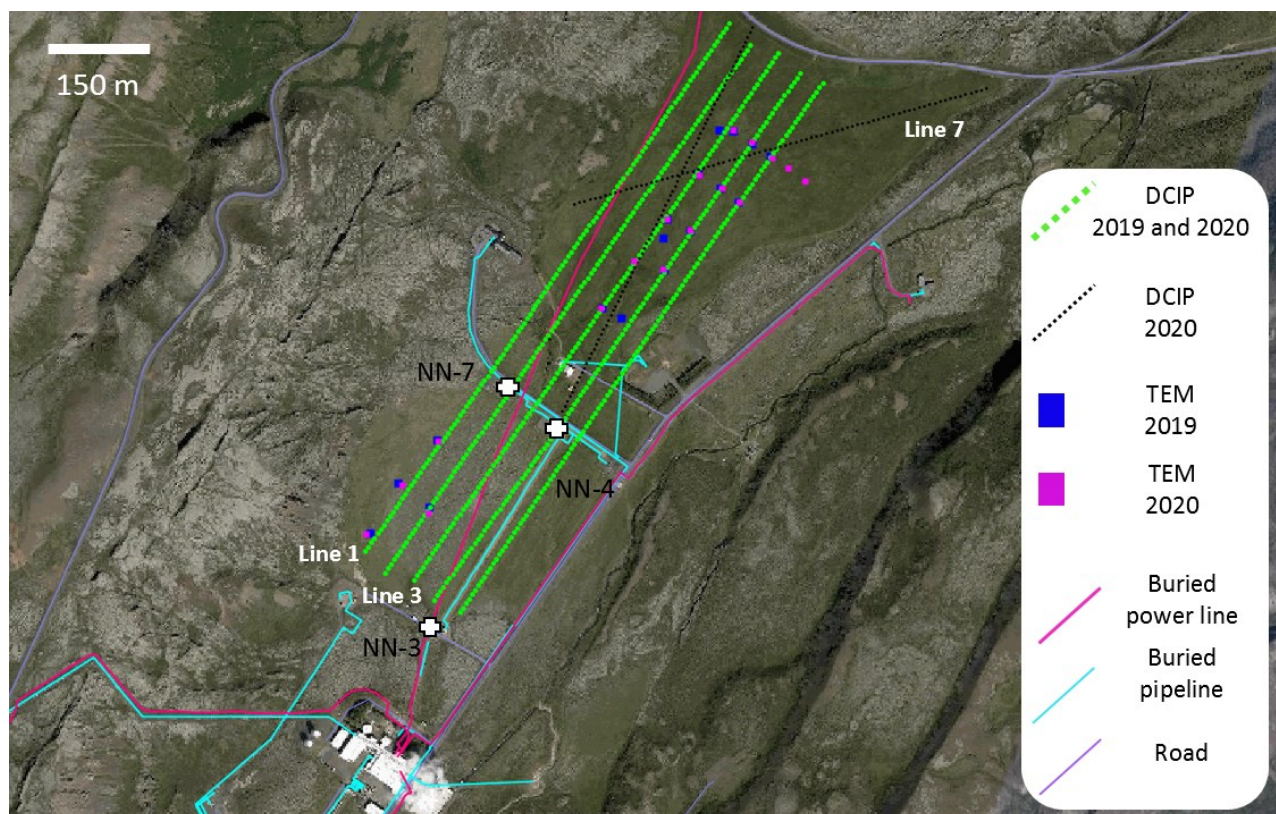 150 m
Line 7
NN-7
NN-4
Line 1
Line 3
NN-3
DCIP
2019 and 2020
DCIP
2020
TEM
2019
TEM
2020
Buried
power line
Buried
pipeline
Road